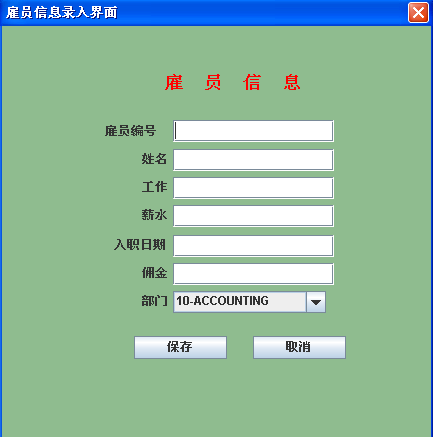 雇员信息录入界面
雇 员 信 息
雇员编号
姓名
工作
薪水
入职日期
佣金
部门 10-ACCOUNTING
保存 取消